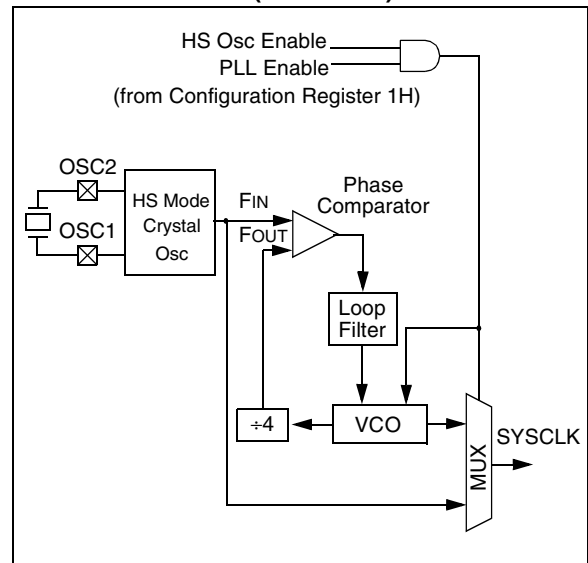 HS Osc Enable
PLL Enable
(from Configuration Register 1H)
OSC2
OSC1
HS Mode
Crystal
Osc
FIN
FOUT
Phase
Comparator
Loop
Filter
÷4
VCO
MUX
SYSCLK